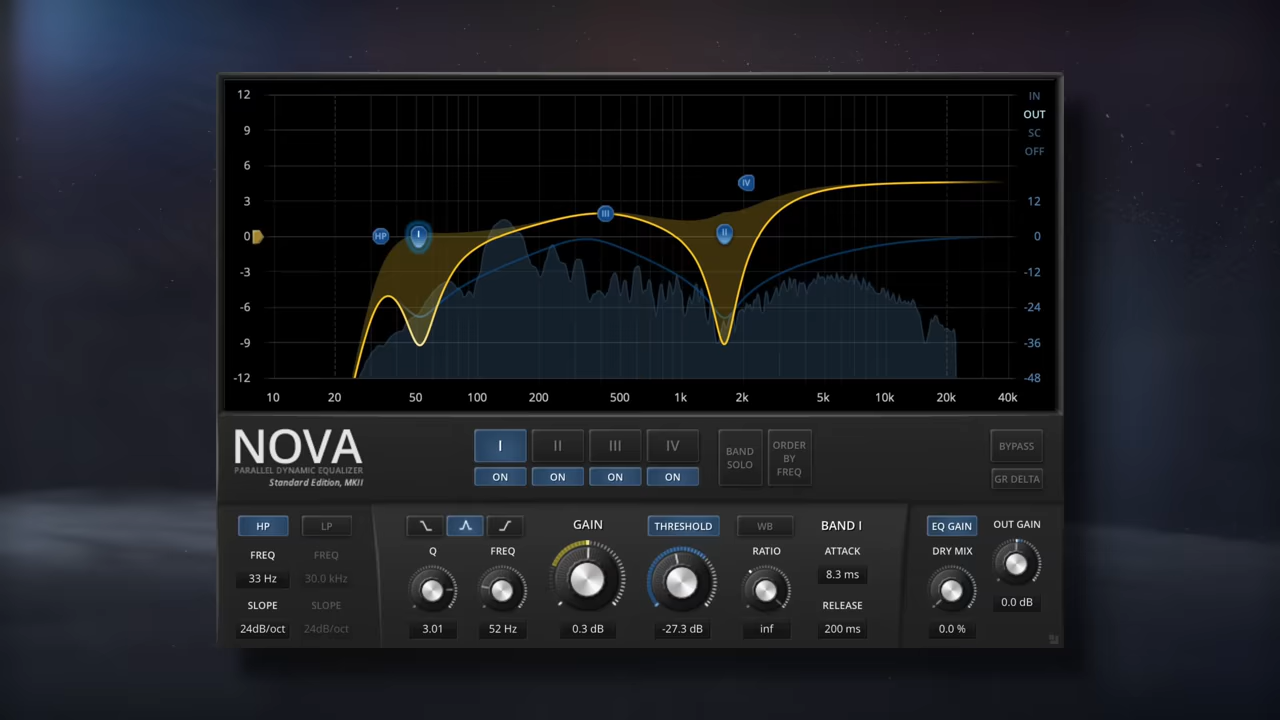 12 IN
OUT
9 SC
OFF
6
3 IV 12
0 HP I III II 0
-3 -12
-6 -24
-9 -36
-12 -48
10 20 50 100 200 500 1k 2k 5k 10k 20k 40k
NOVA
PARALLEL DYNAMIC EQUALIZER
Standard Edition, MKII
I II III IV
ON ON ON ON
BAND
SOLO
ORDER
BY
FREQ
BYPASS
GR DELTA
HP LP
FREQ FREQ
33 Hz 30.0 kHz
SLOPE SLOPE
24dB/oct 24dB/oct
Q FREQ
3.01 52 Hz
GAIN
0.3 dB
THRESHOLD
-27.3 dB
WB
RATIO
inf
BAND I
ATTACK
8.3 ms
RELEASE
200 ms
EQ GAIN
DRY MIX
0.0 %
OUT GAIN
0.0 dB